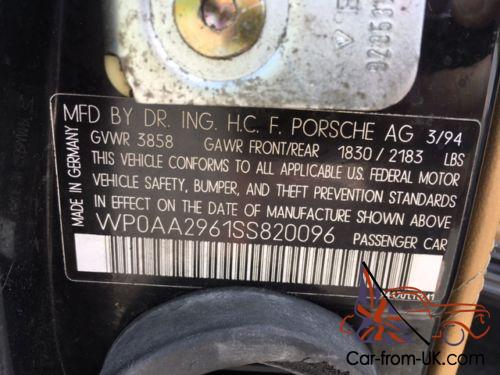 MFD BY DR. ING. H.C. F. PORSCHE AG 3/94
GVWR 3858 GAWR FRONT/REAR 1830 / 2183 LBS
THIS VEHICLE CONFORMS TO ALL APPLICABLE U.S. FEDERAL MOTOR
VEHICLE SAFETY, BUMPER, AND THEFT PREVENTION STANDARDS
IN EFFECT ON THE DATE OF MANUFACTURE SHOWN ABOVE
WP0AA2961SS820096 PASSENGER CAR
MADE IN GERMANY
Car-from-UK.com